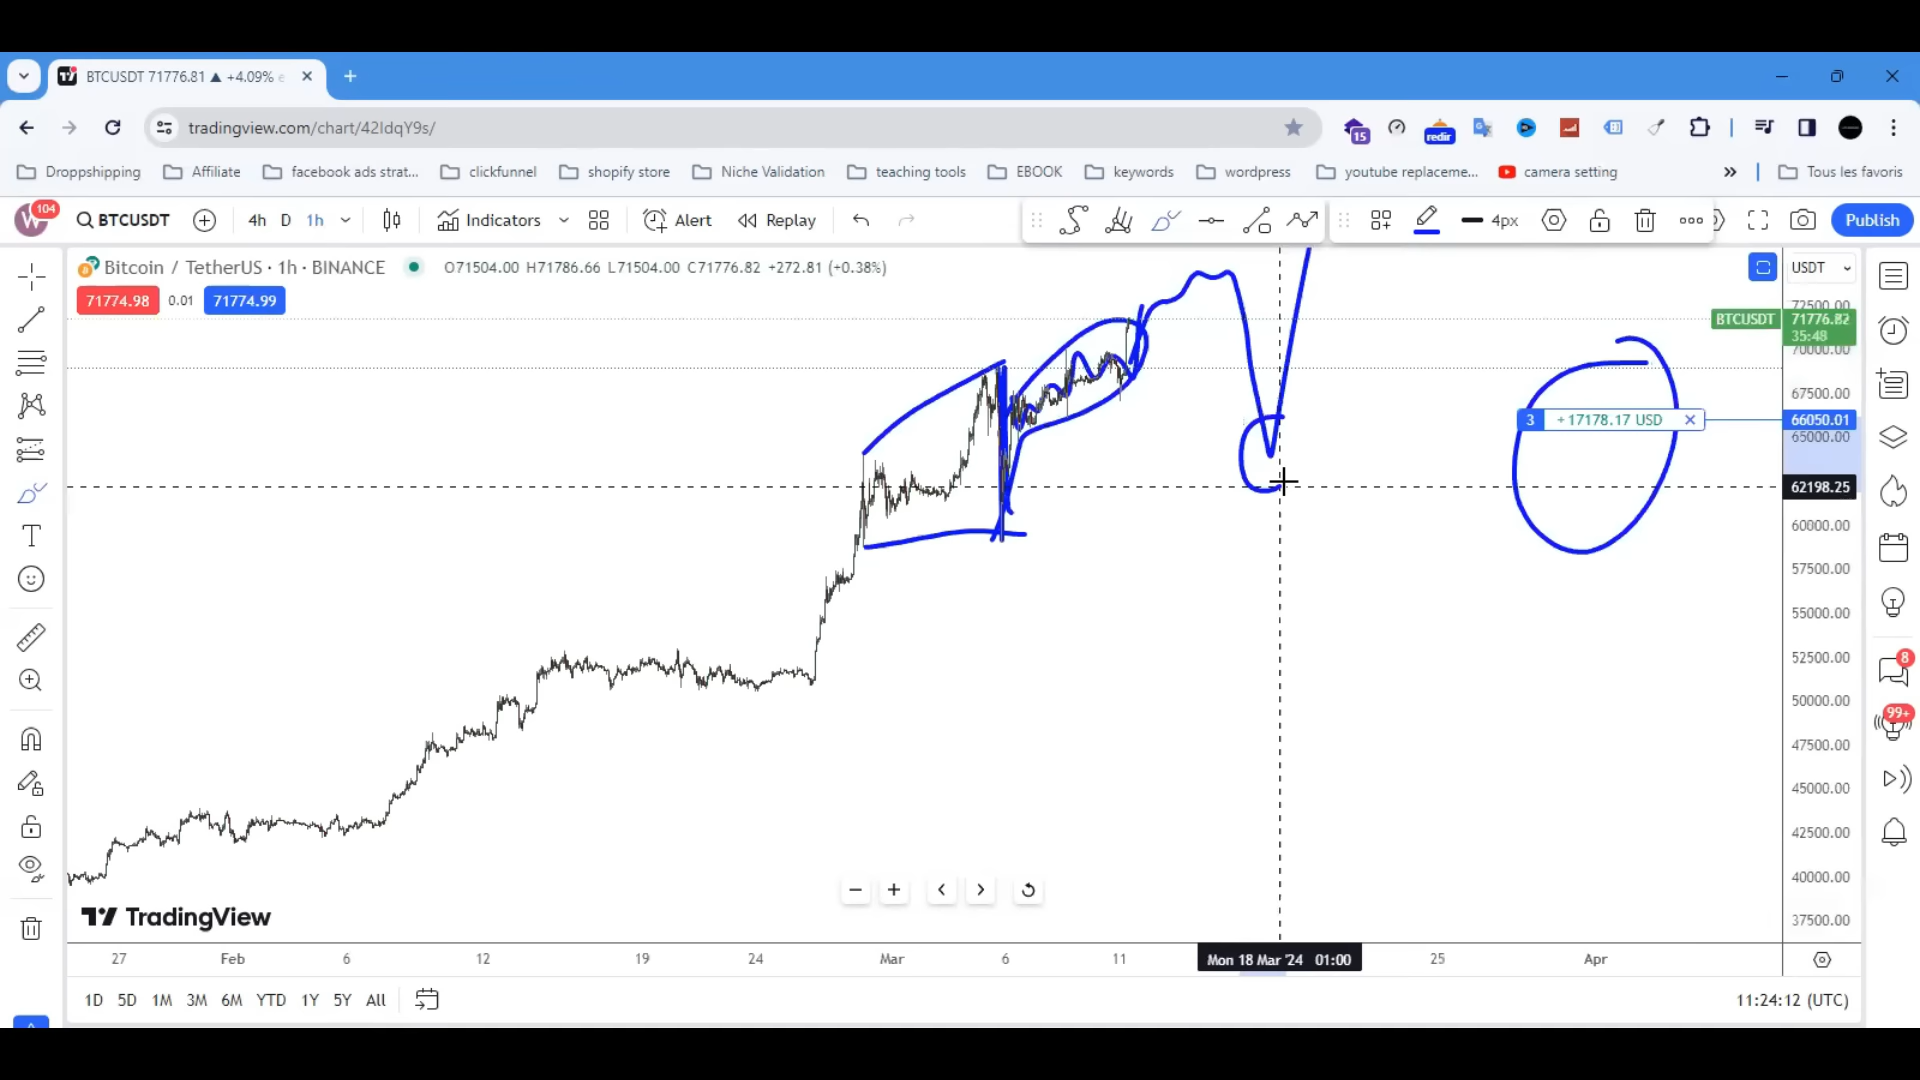 BTCUSDT 71776.81 ▲ +4.09%
tradingview.com/chart/42IdqY9s/
15
redir
Droppshipping
Affiliate
facebook ads strat...
clickfunnel
shopify store
Niche Validation
teaching tools
EBOOK
keywords
wordpress
youtube replaceme...
camera setting
Tous les favoris
W 104
BTCUSDT
4h D 1h
Indicators
Alert
Replay
4px
Publish
Bitcoin / TetherUS · 1h · BINANCE
O71504.00 H71786.66 L71504.00 C71776.82 +272.81 (+0.38%)
USDT
71774.98
0.01
71774.99
72500.00
BTCUSDT 71776.82
35:48
70000.00
67500.00
3 +17178.17 USD
66050.01
65000.00
62198.25
60000.00
57500.00
55000.00
52500.00
50000.00
47500.00
45000.00
42500.00
40000.00
37500.00
8
99+
TradingView
27 Feb 6 12 19 24 Mar 6 11 Mon 18 Mar '24 01:00 25 Apr
1D 5D 1M 3M 6M YTD 1Y 5Y All
11:24:12 (UTC)